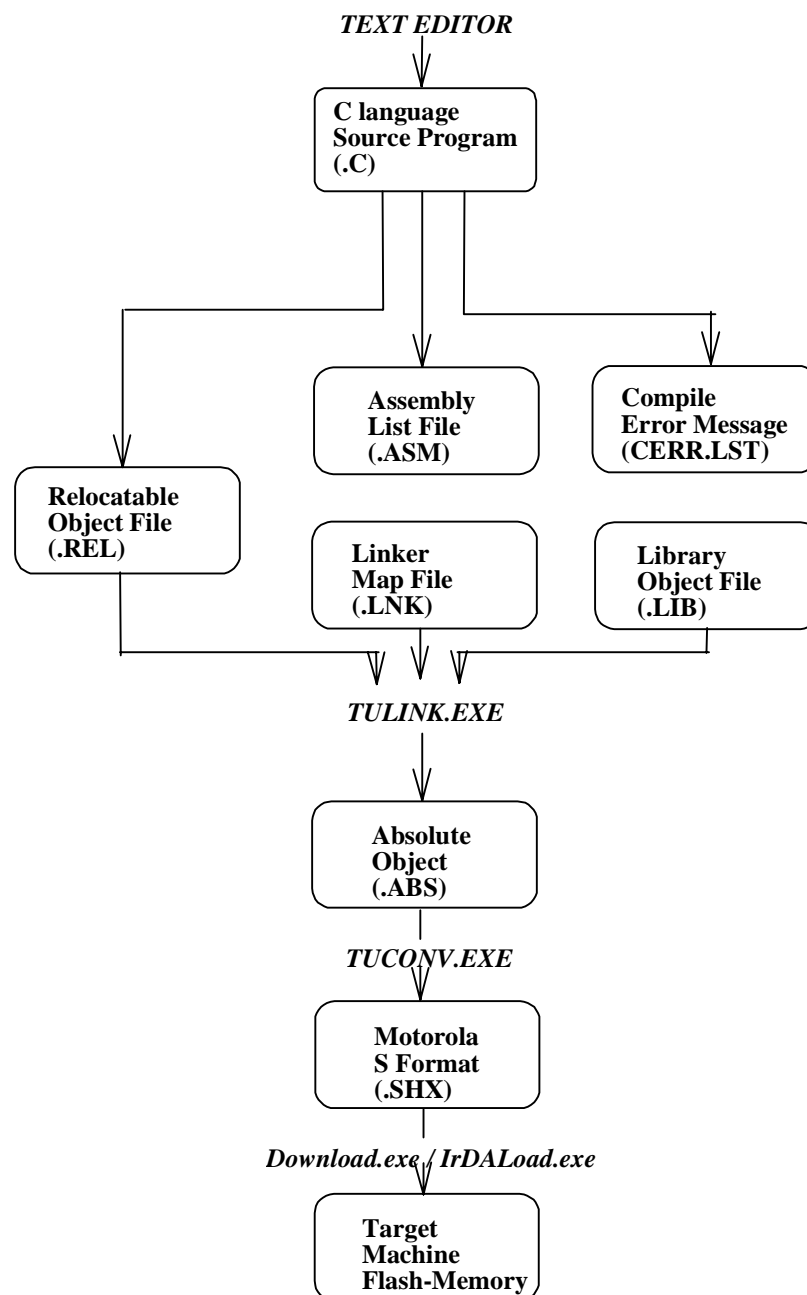 TEXT EDITOR
C language
Source Program
(.C)
Assembly
List File
(.ASM)
Compile
Error Message
(CERR.LST)
Relocatable
Object File
(.REL)
Linker
Map File
(.LNK)
Library
Object File
(.LIB)
TULINK.EXE
Absolute
Object
(.ABS)
TUCONV.EXE
Motorola
S Format
(.SHX)
Download.exe / IrDALoad.exe
Target
Machine
Flash-Memory